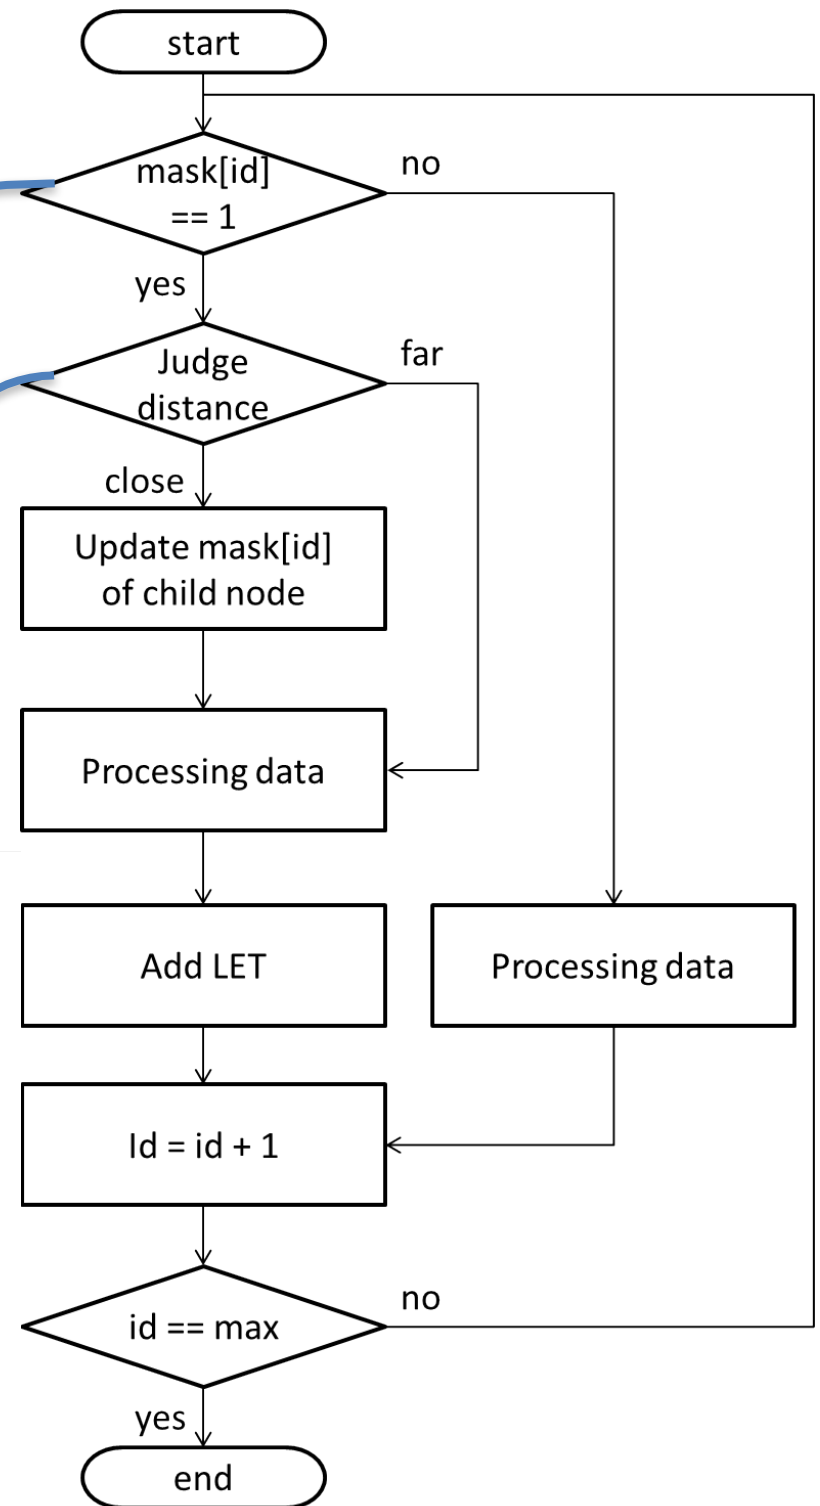 start
mask[id]
== 1
no
yes
Judge
distance
far
close
Update mask[id]
of child node
Processing data
Add LET
Processing data
Id = id + 1
id == max
no
yes
end